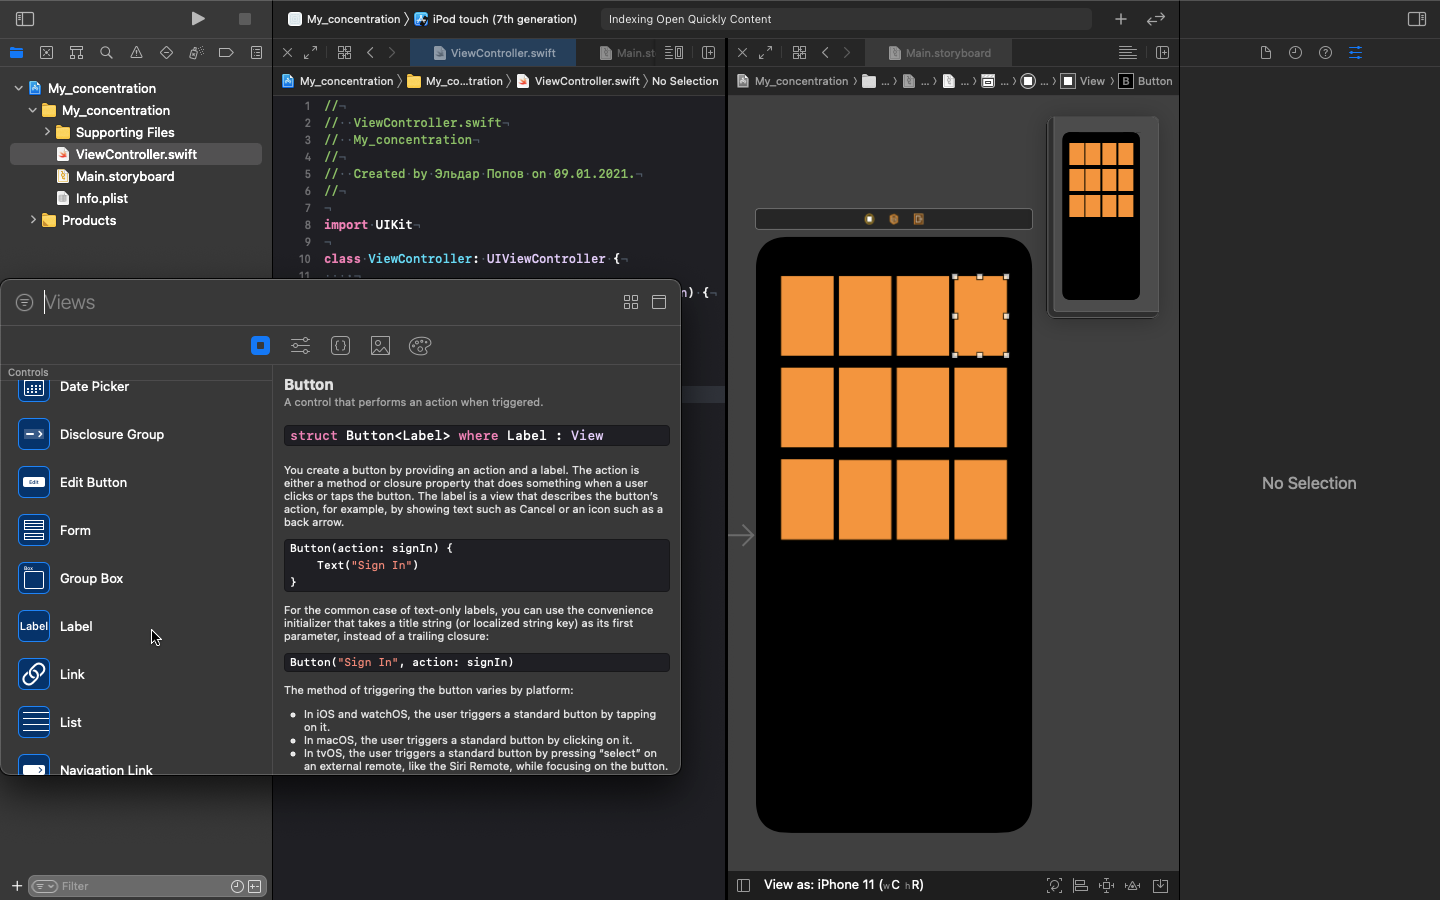 My_concentration
iPod touch (7th generation)
Indexing Open Quickly Content
ViewController.swift
Main.st
Main.storyboard
My_concentration
My_co...tration
ViewController.swift
No Selection
My_concentration
...
...
...
...
...
View
B
Button
My_concentration
My_concentration
Supporting Files
ViewController.swift
Main.storyboard
Info.plist
Products
1 //
2 // ViewController.swift
3 // My_concentration
4 //
5 // Created by Эльдар Попов on 09.01.2021.
6 //
7
8 import UIKit
9
10 class ViewController: UIViewController {
11
) {
Views
Controls
Date Picker
Disclosure Group
Edit
Edit Button
Form
Box
Group Box
Label
Label
Link
List
Navigation Link
Button
A control that performs an action when triggered.
struct Button<Label> where Label : View
You create a button by providing an action and a label. The action is
either a method or closure property that does something when a user
clicks or taps the button. The label is a view that describes the button's
action, for example, by showing text such as Cancel or an icon such as a
back arrow.
Button(action: signIn) {
Text("Sign In")
}
For the common case of text-only labels, you can use the convenience
initializer that takes a title string (or localized string key) as its first
parameter, instead of a trailing closure:
Button("Sign In", action: signIn)
The method of triggering the button varies by platform:
• In iOS and watchOS, the user triggers a standard button by tapping
on it.
• In macOS, the user triggers a standard button by clicking on it.
• In tvOS, the user triggers a standard button by pressing “select” on
an external remote, like the Siri Remote, while focusing on the button.
No Selection
Filter
View as: iPhone 11 (wC hR)